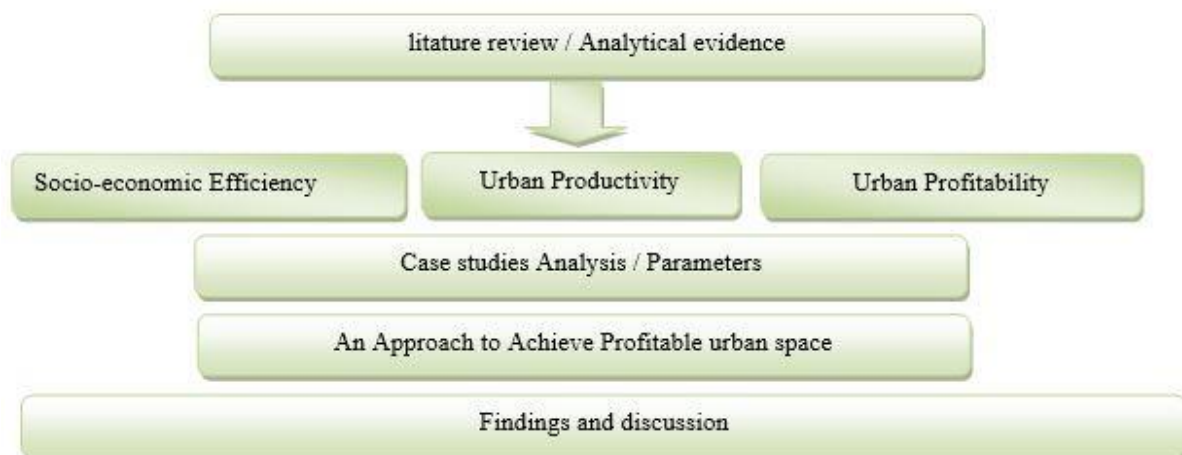 litature review / Analytical evidence
Socio-economic Efficiency
Urban Productivity
Urban Profitability
Case studies Analysis / Parameters
An Approach to Achieve Profitable urban space
Findings and discussion